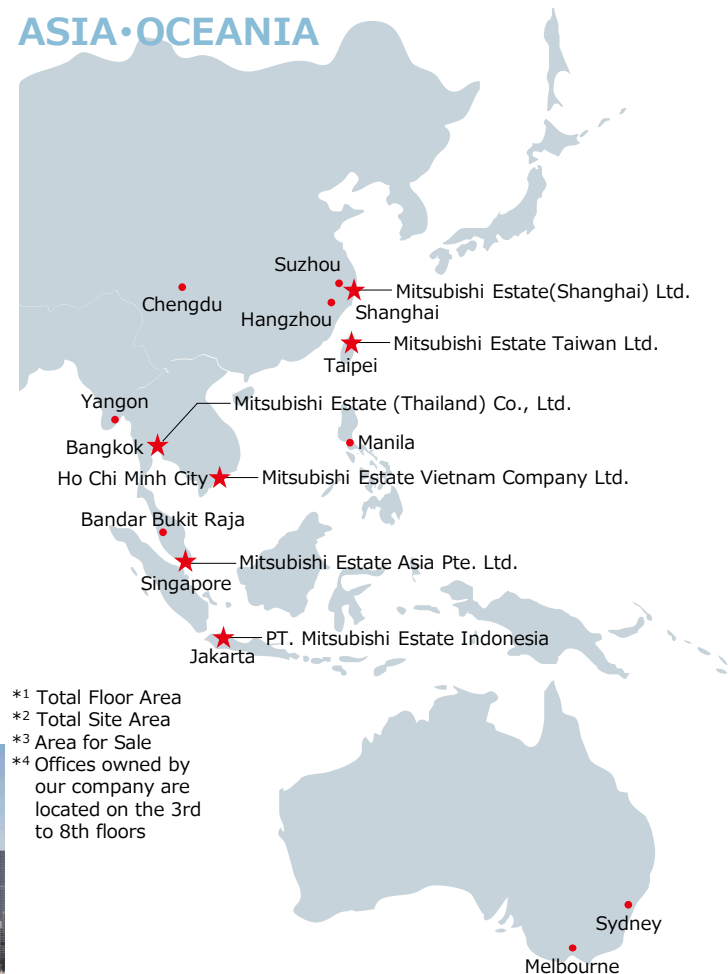 ASIA•OCEANIA
Suzhou
Mitsubishi Estate(Shanghai) Ltd.
Chengdu
Hangzhou
Shanghai
Mitsubishi Estate Taiwan Ltd.
Taipei
Yangon
Mitsubishi Estate (Thailand) Co., Ltd.
Bangkok
Manila
Ho Chi Minh City
Mitsubishi Estate Vietnam Company Ltd.
Bandar Bukit Raja
Mitsubishi Estate Asia Pte. Ltd.
Singapore
PT. Mitsubishi Estate Indonesia
Jakarta
*1 Total Floor Area
*2 Total Site Area
*3 Area for Sale
*4 Offices owned by
our company are
located on the 3rd
to 8th floors
Sydney
Melbourne